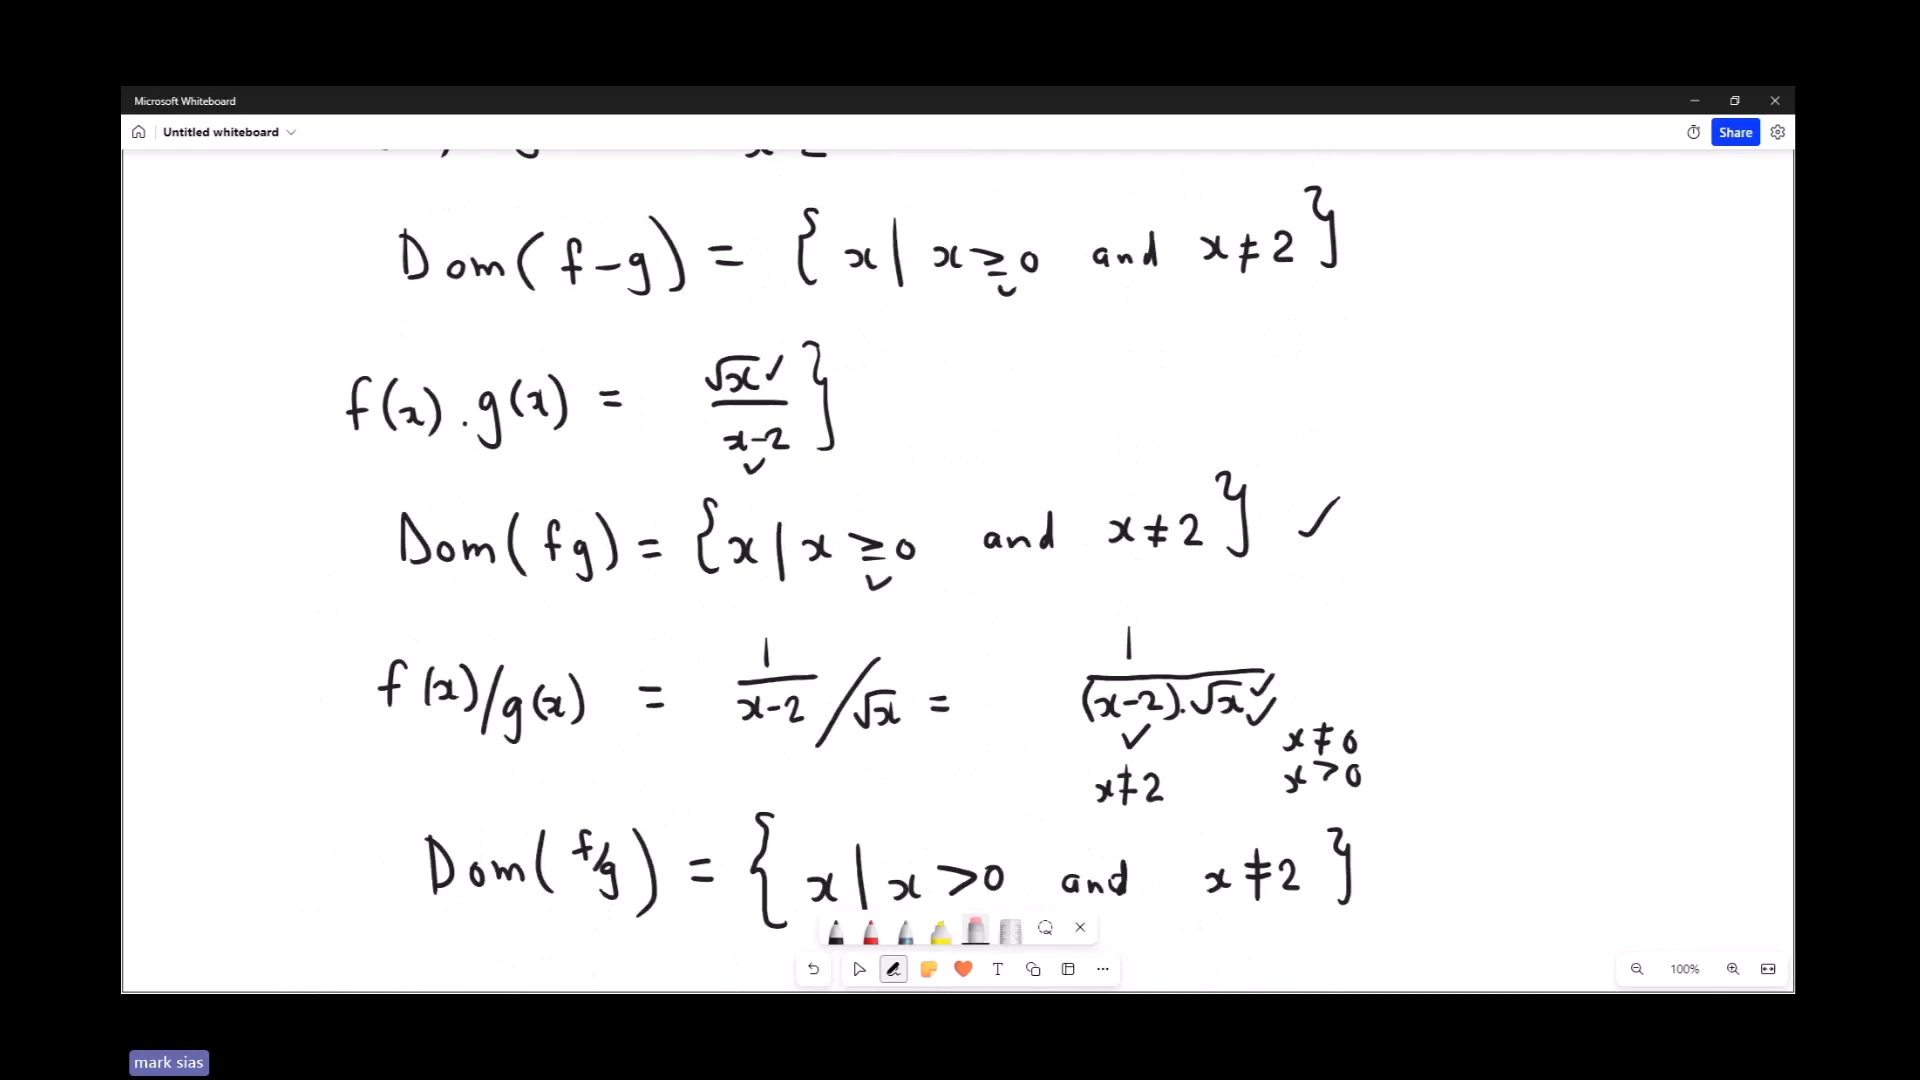 Microsoft Whiteboard
Untitled whiteboard
Share
Dom(f-g) = {x | x ≥ 0 and x ≠ 2}
f(x).g(x) = √x ✓ / x-2 ✓ }
Dom(fg) = {x | x ≥ 0 and x ≠ 2} ✓
f(x)/g(x) = 1/(x-2) / √x = 1/((x-2).√x) ✓ ✓
✓
x ≠ 0
x > 0
x ≠ 2
Dom(f/g) = {x | x > 0 and x ≠ 2}
T
100%
mark sias